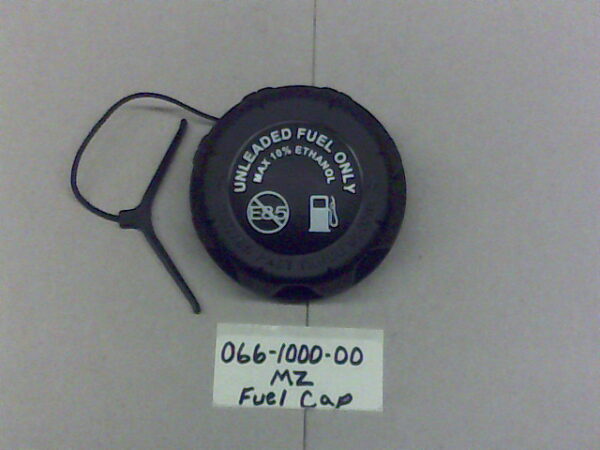 UNLEADED FUEL ONLY
MAX 10% ETHANOL
E85
066-1000-00
MZ
Fuel Cap